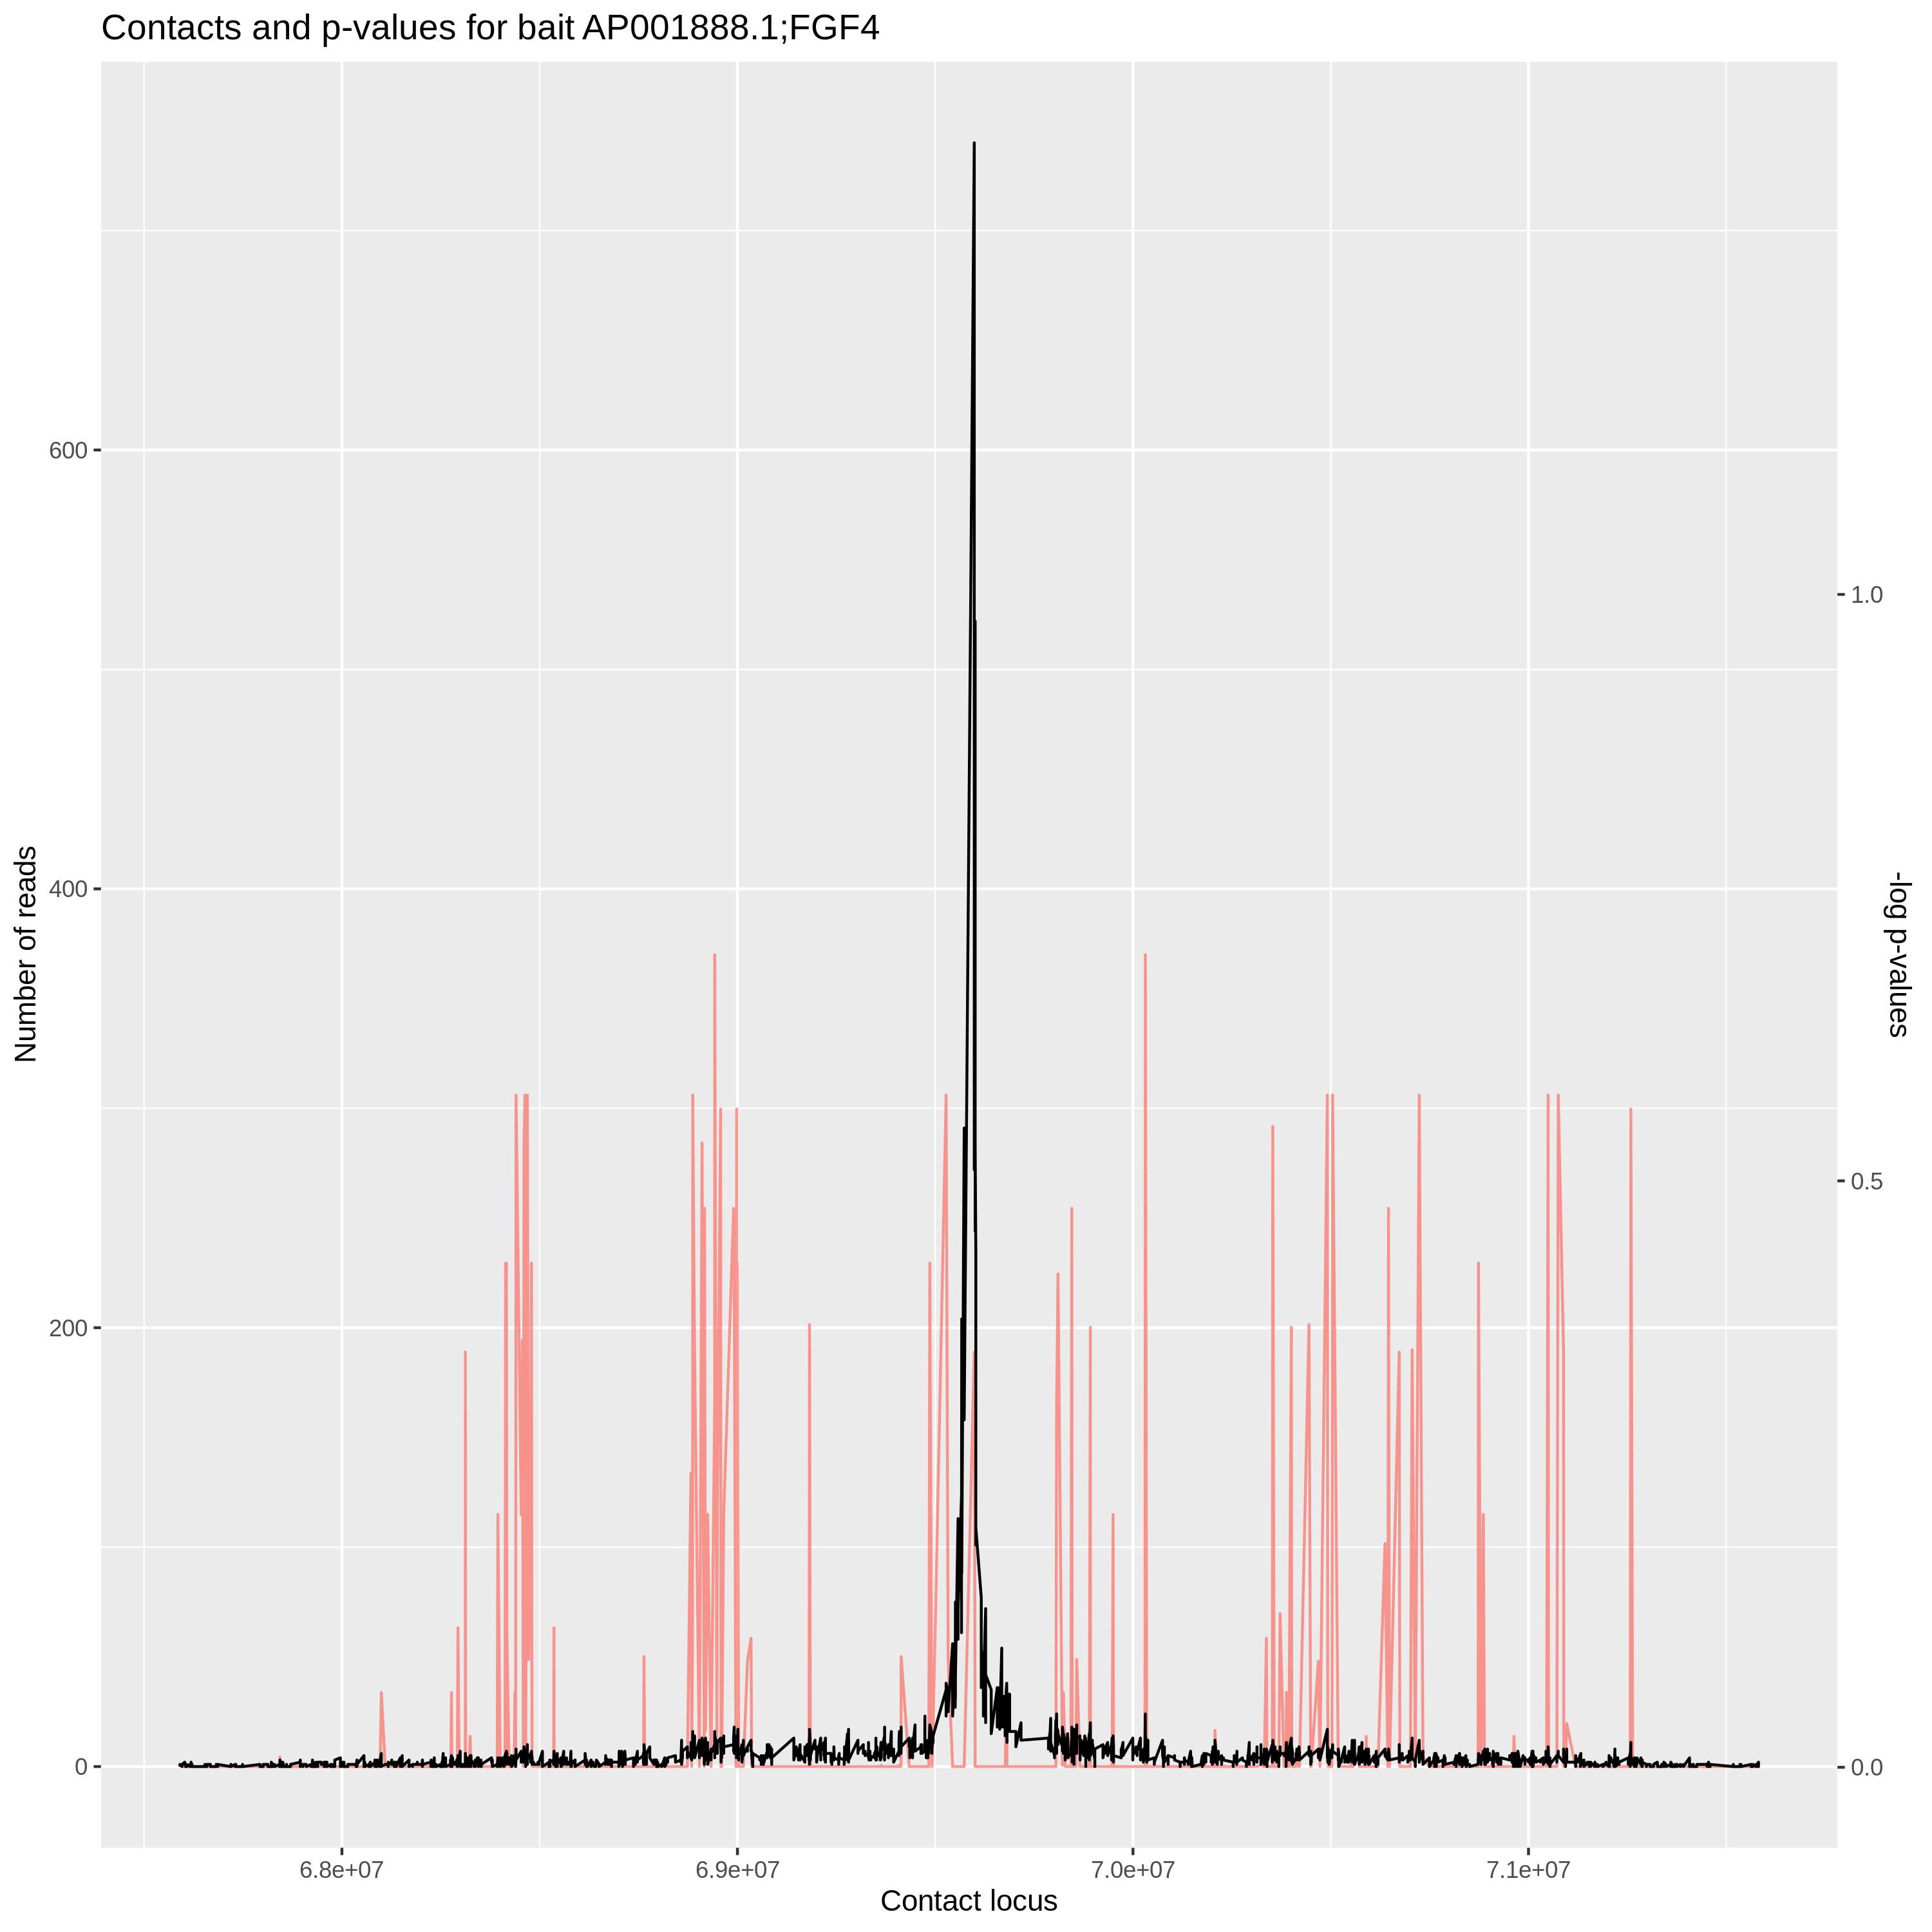 Contacts and p-values for bait AP001888.1;FGF4
600
400
200
0
Number of reads
1.0
0.5
0.0
-log p-values
6.8e+07
6.9e+07
7.0e+07
7.1e+07
Contact locus